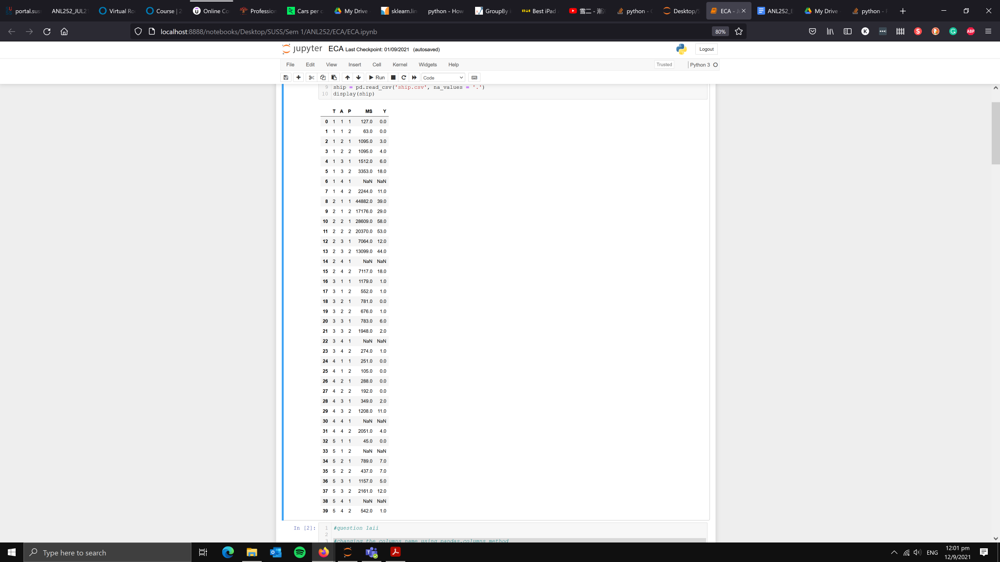 portal.sus
ANL252_JUL2
Virtual Ro
Course | 2
Online Co
Profession
Cars per c
My Drive
sklearn.lin
python - How
GroupBy
Best iPad
雪二 - 漸
python -
Desktop/S
ECA - J
ANL252_E
My Drive
python - F
localhost:8888/notebooks/Desktop/SUSS/Sem 1/ANL252/ECA/ECA.ipynb
80%
jupyter ECA Last Checkpoint: 01/09/2021 (autosaved)
Logout
File Edit View Insert Cell Kernel Widgets Help
Trusted
Python 3
Run
Code
9 ship = pd.read_csv('ship.csv', na_values = '.')
10 display(ship)
T A P MS Y
0 1 1 1 127.0 0.0
1 1 1 2 63.0 0.0
2 1 2 1 1095.0 3.0
3 1 2 2 1095.0 4.0
4 1 3 1 1512.0 6.0
5 1 3 2 3353.0 18.0
6 1 4 1 NaN NaN
7 1 4 2 2244.0 11.0
8 2 1 1 44882.0 39.0
9 2 1 2 17176.0 29.0
10 2 2 1 28609.0 58.0
11 2 2 2 20370.0 53.0
12 2 3 1 7064.0 12.0
13 2 3 2 13099.0 44.0
14 2 4 1 NaN NaN
15 2 4 2 7117.0 18.0
16 3 1 1 1179.0 1.0
17 3 1 2 552.0 1.0
18 3 2 1 781.0 0.0
19 3 2 2 676.0 1.0
20 3 3 1 783.0 6.0
21 3 3 2 1948.0 2.0
22 3 4 1 NaN NaN
23 3 4 2 274.0 1.0
24 4 1 1 251.0 0.0
25 4 1 2 105.0 0.0
26 4 2 1 288.0 0.0
27 4 2 2 192.0 0.0
28 4 3 1 349.0 2.0
29 4 3 2 1208.0 11.0
30 4 4 1 NaN NaN
31 4 4 2 2051.0 4.0
32 5 1 1 45.0 0.0
33 5 1 2 NaN NaN
34 5 2 1 789.0 7.0
35 5 2 2 437.0 7.0
36 5 3 1 1157.0 5.0
37 5 3 2 2161.0 12.0
38 5 4 1 NaN NaN
39 5 4 2 542.0 1.0
In [2]:
1 #question 1aii
2
3 #changing the columns name using pandas.columns method
Type here to search
ENG
12:01 pm
12/9/2021